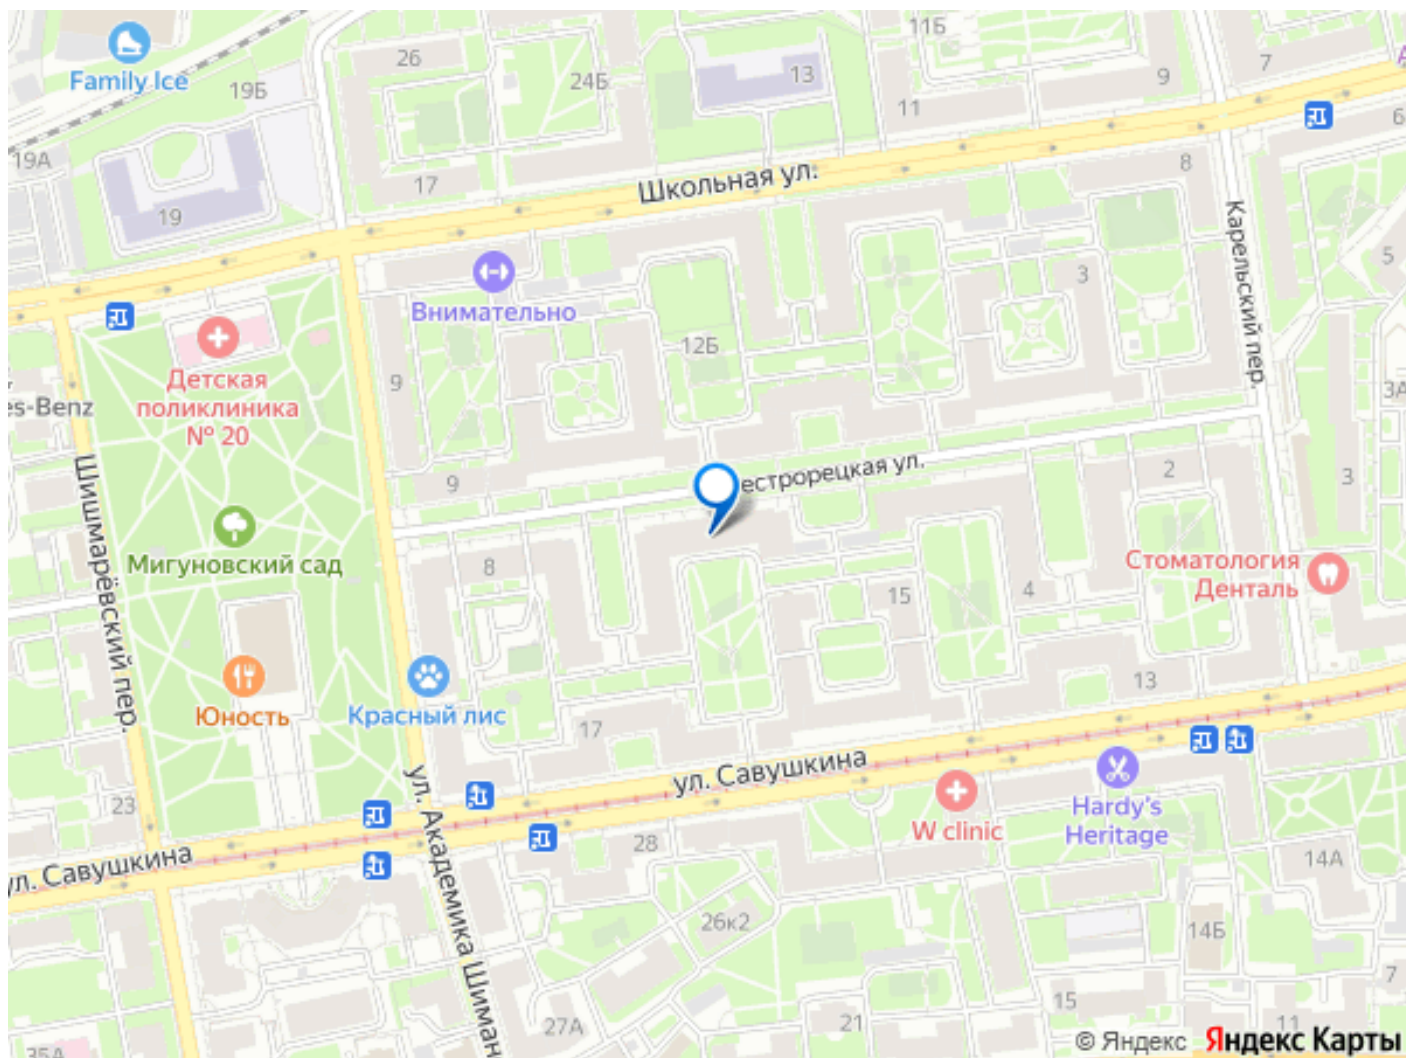 Family Ice
26
24Б
13
11Б
7
9
11
19Б
19А
19
17
Школьная ул.
8
6
5
Карельский пер.
3
Внимательно
12Б
9
9
Детская
поликлиника
№ 20
es-Benz
3А
Шишмарёвский пер.
естрорецкая ул.
2
3
Мигуновский сад
8
15
4
Стоматология
Денталь
Юность
Красный лис
17
13
ул. Савушкина
23
Hardy's
Heritage
W clinic
28
14А
ул. Савушкина
ул. Академика Шиман
26к2
14Б
7
15
21
27А
11
35А
© Яндекс Яндекс Карты